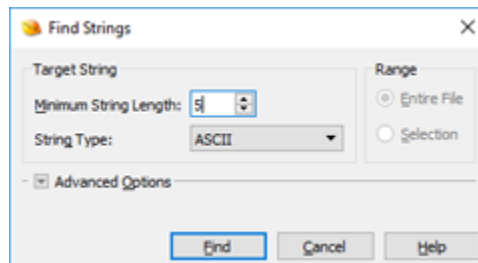 Find Strings
Target String
Range
Minimum String Length: 5
Entire File
String Type: ASCII
Selection
Advanced Options
Find Cancel Help